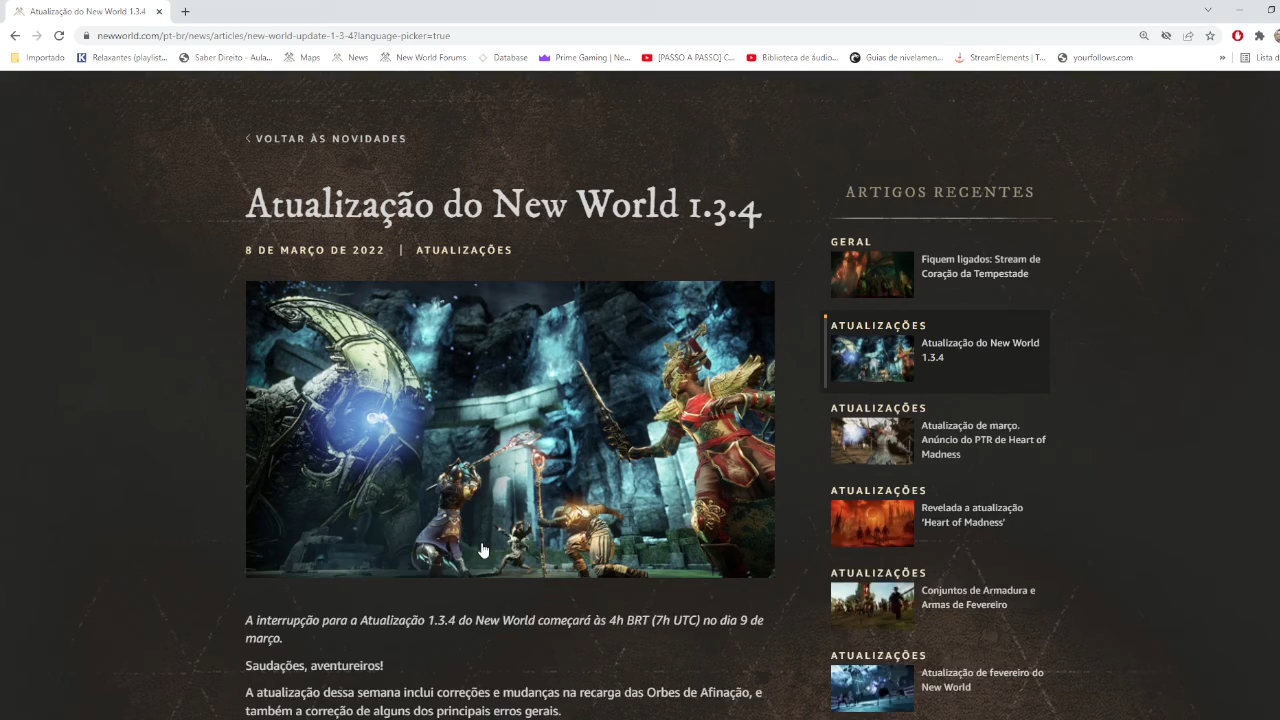 Atualização do New World 1.3.4
newworld.com/pt-br/news/articles/new-world-update-1-3-4?language-picker=true
Importado
Relaxantes (playlist...
Saber Direito - Aula...
Maps
News
New World Forums
Database
Prime Gaming | Ne...
[PASSO A PASSO] C...
Biblioteca de áudio...
Guias de nivelamen...
StreamElements | T...
yourfollows.com
»
Lista d
< VOLTAR ÀS NOVIDADES
Atualização do New World 1.3.4
8 DE MARÇO DE 2022 | ATUALIZAÇÕES
A interrupção para a Atualização 1.3.4 do New World começará às 4h BRT (7h UTC) no dia 9 de
março.
Saudações, aventureiros!
A atualização dessa semana inclui correções e mudanças na recarga das Orbes de Afinação, e
também a correção de alguns dos principais erros gerais.
ARTIGOS RECENTES
GERAL
Fiquem ligados: Stream de
Coração da Tempestade
ATUALIZAÇÕES
Atualização do New World
1.3.4
ATUALIZAÇÕES
Atualização de março.
Anúncio do PTR de Heart of
Madness
ATUALIZAÇÕES
Revelada a atualização
‘Heart of Madness’
ATUALIZAÇÕES
Conjuntos de Armadura e
Armas de Fevereiro
ATUALIZAÇÕES
Atualização de fevereiro do
New World